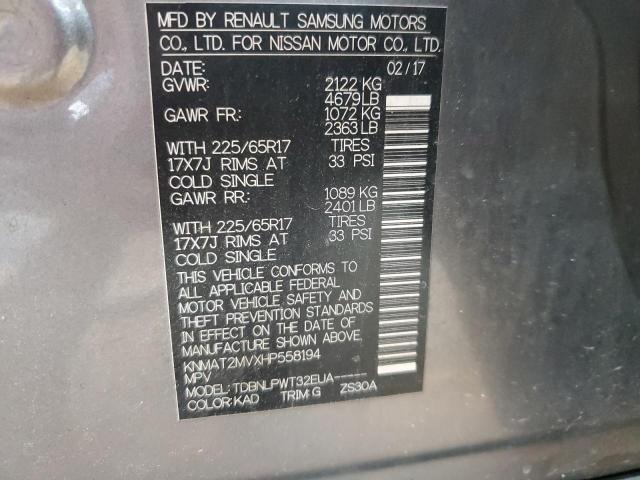 MFD BY RENAULT SAMSUNG MOTORS
CO., LTD. FOR NISSAN MOTOR CO., LTD.
DATE: 02/17
GVWR: 2122 KG
4679 LB
GAWR FR: 1072 KG
2363 LB
WITH 225/65R17 TIRES
17X7J RIMS AT 33 PSI
COLD SINGLE
GAWR RR: 1089 KG
2401 LB
WITH 225/65R17 TIRES
17X7J RIMS AT 33 PSI
COLD SINGLE
THIS VEHICLE CONFORMS TO
ALL APPLICABLE FEDERAL
MOTOR VEHICLE SAFETY AND
THEFT PREVENTION STANDARDS
IN EFFECT ON THE DATE OF
MANUFACTURE SHOWN ABOVE.
KNMAT2MVXHP558194
MPV
MODEL: TDBNLPWT32EUA-----
COLOR: KAD TRIM: G ZS30A